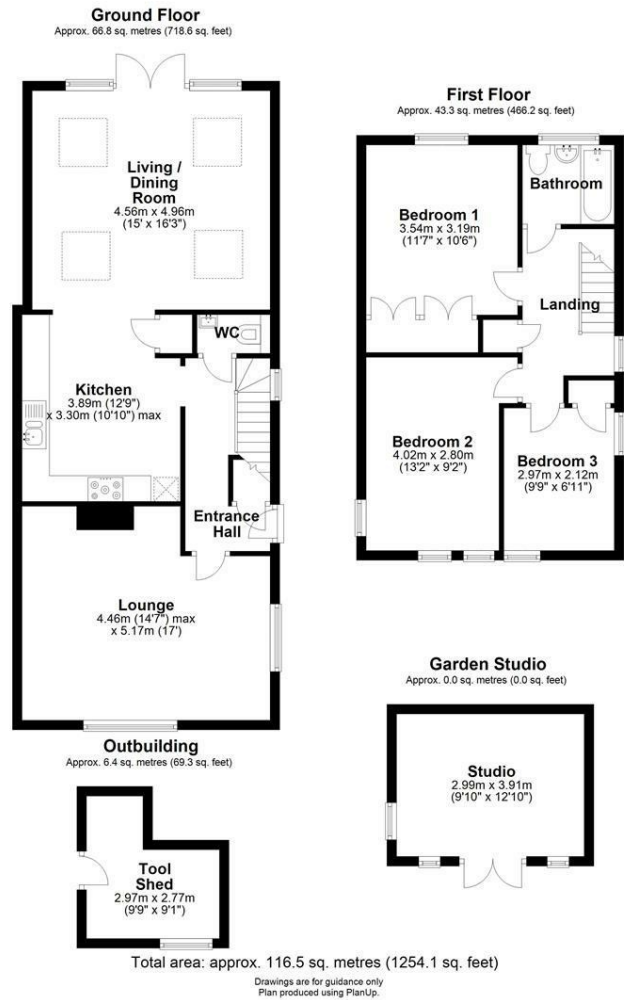 Ground Floor
Approx. 66.8 sq. metres (718.6 sq. feet)
Living /
Dining
Room
4.56m x 4.96m
(15' x 16'3")
WC
Kitchen
3.89m (12'9")
x 3.30m (10'10") max
Entrance
Hall
Lounge
4.46m (14'7") max
x 5.17m (17')
First Floor
Approx. 43.3 sq. metres (466.2 sq. feet)
Bathroom
Bedroom 1
3.54m x 3.19m
(11'7" x 10'6")
Landing
Bedroom 2
4.02m x 2.80m
(13'2" x 9'2")
Bedroom 3
2.97m x 2.12m
(9'9" x 6'11")
Outbuilding
Approx. 6.4 sq. metres (69.3 sq. feet)
Tool
Shed
2.97m x 2.77m
(9'9" x 9'1")
Garden Studio
Approx. 0.0 sq. metres (0.0 sq. feet)
Studio
2.99m x 3.91m
(9'10" x 12'10")
Total area: approx. 116.5 sq. metres (1254.1 sq. feet)
Drawings are for guidance only
Plan produced using PlanUp.